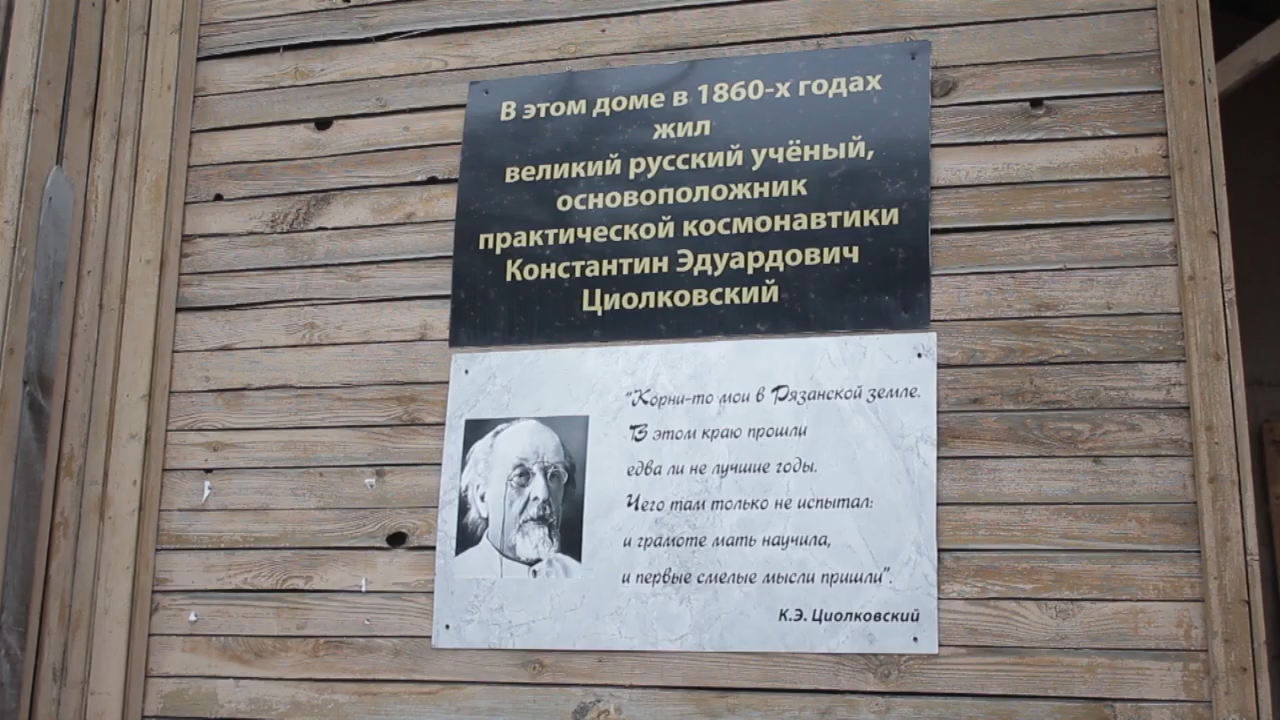 В этом доме в 1860-х годах
жил
великий русский учёный,
основоположник
практической космонавтики
Константин Эдуардович
Циолковский
"Корни-то мои в Рязанской земле.
В этом краю прошли
едва ли не лучшие годы.
Чего там только не испытал:
и грамоте мать научила,
и первые смелые мысли пришли".
К.Э. Циолковский